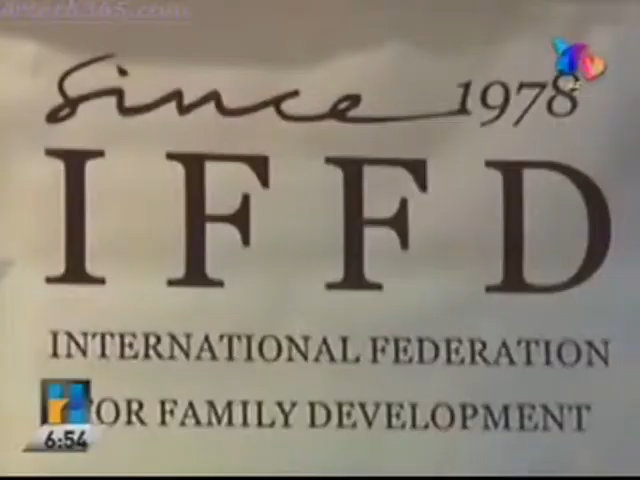 Since 1978
IFFD
INTERNATIONAL FEDERATION
OR FAMILY DEVELOPMENT
6:54